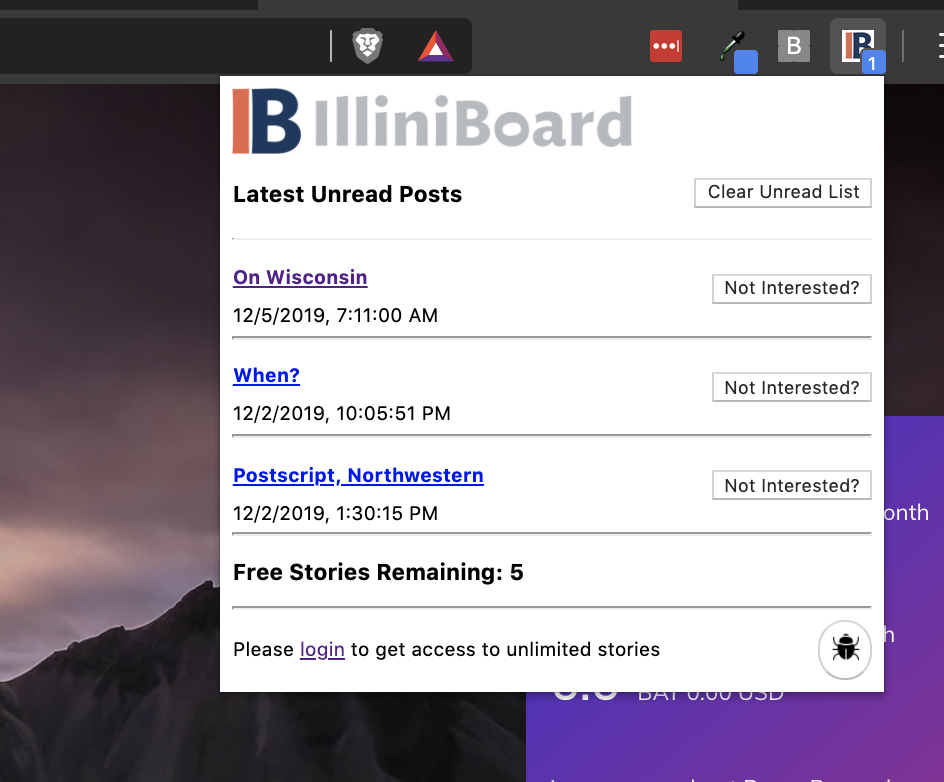 B
B
1
IB IlliniBoard
Latest Unread Posts
Clear Unread List
On Wisconsin
Not Interested?
12/5/2019, 7:11:00 AM
When?
Not Interested?
12/2/2019, 10:05:51 PM
Postscript, Northwestern
Not Interested?
12/2/2019, 1:30:15 PM
onth
Free Stories Remaining: 5
h
Please login to get access to unlimited stories
BAT 0.00 USD